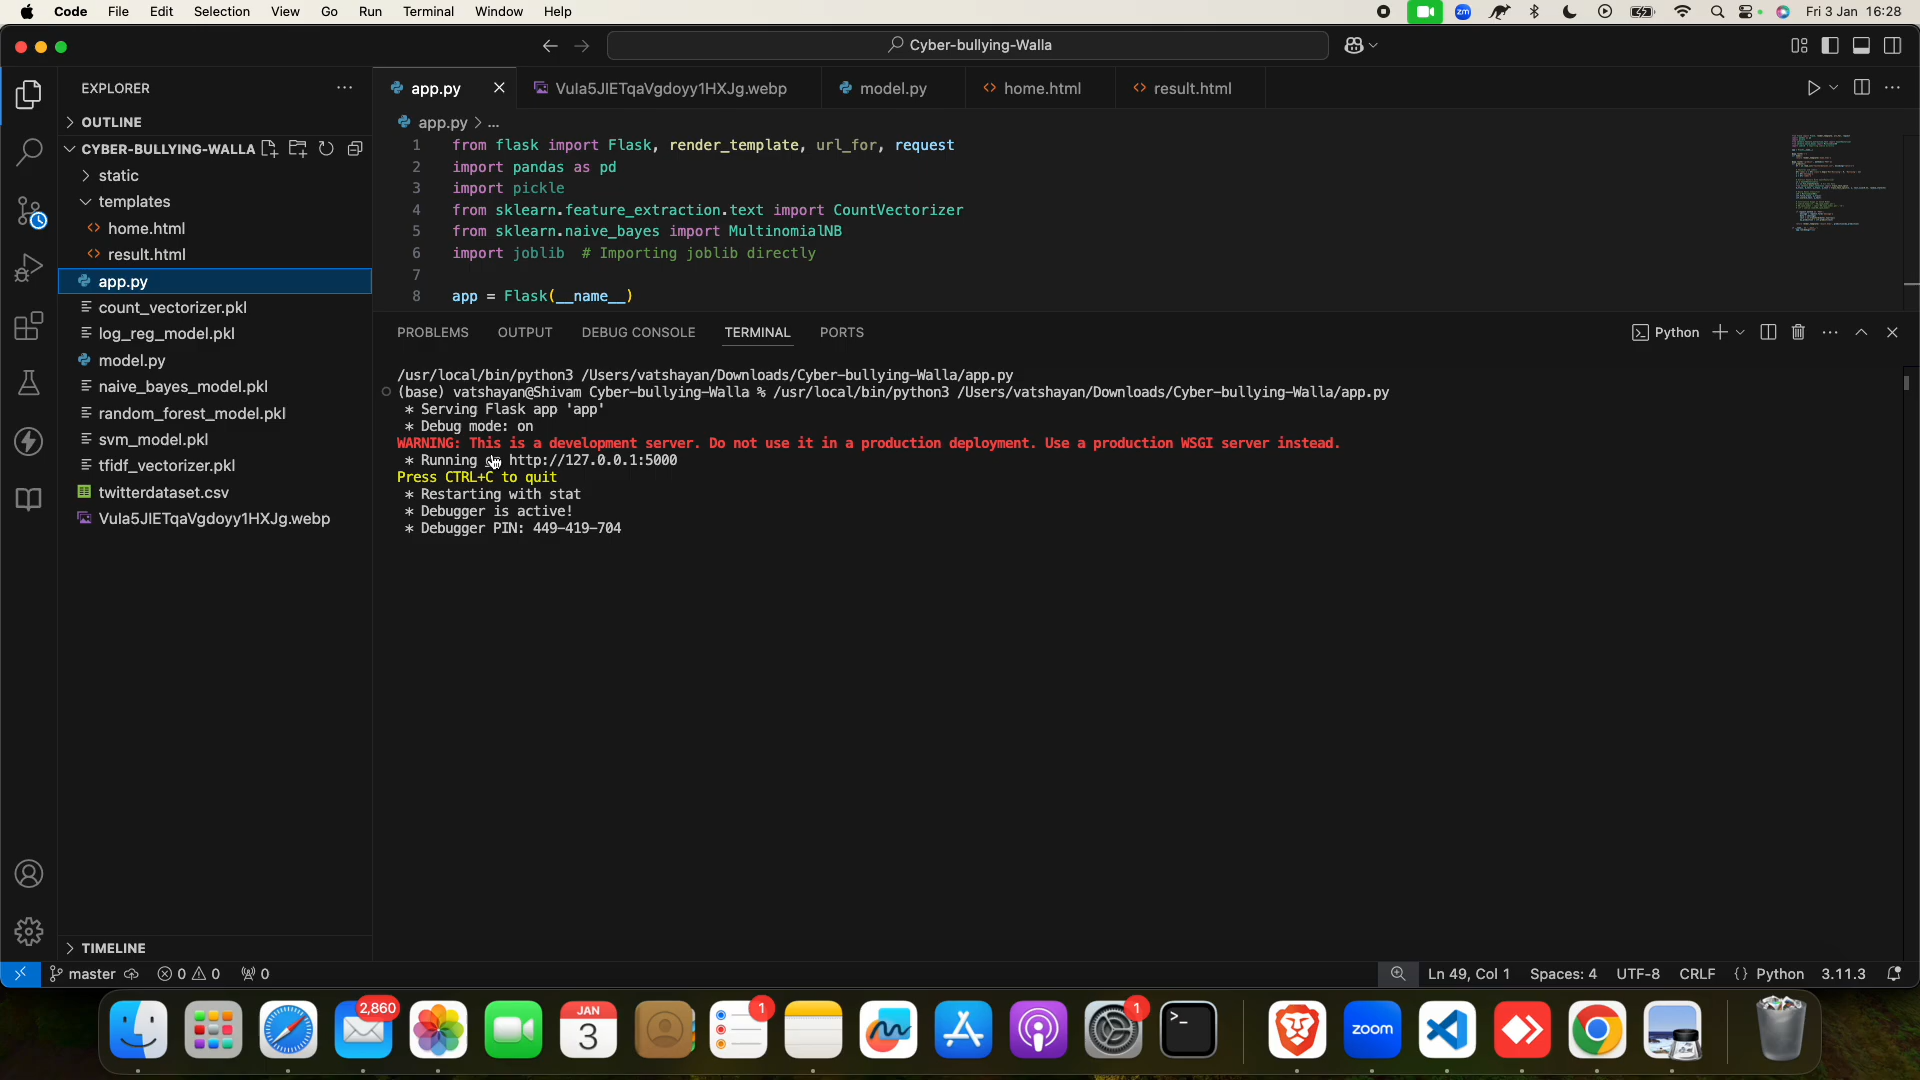 Code File Edit Selection View Go Run Terminal Window Help
zm
Fri 3 Jan 16:28
Cyber-bullying-Walla
EXPLORER
OUTLINE
CYBER-BULLYING-WALLA
static
templates
home.html
result.html
app.py
count_vectorizer.pkl
log_reg_model.pkl
model.py
naive_bayes_model.pkl
random_forest_model.pkl
svm_model.pkl
tfidf_vectorizer.pkl
twitterdataset.csv
Vula5JIETqaVgdoyy1HXJg.webp
TIMELINE
app.py Vula5JIETqaVgdoyy1HXJg.webp model.py home.html result.html
app.py > ...
1 from flask import Flask, render_template, url_for, request
2 import pandas as pd
3 import pickle
4 from sklearn.feature_extraction.text import CountVectorizer
5 from sklearn.naive_bayes import MultinomialNB
6 import joblib # Importing joblib directly
7
8 app = Flask(__name__)
PROBLEMS OUTPUT DEBUG CONSOLE TERMINAL PORTS
Python
/usr/local/bin/python3 /Users/vatshayan/Downloads/Cyber-bullying-Walla/app.py
(base) vatshayan@Shivam Cyber-bullying-Walla % /usr/local/bin/python3 /Users/vatshayan/Downloads/Cyber-bullying-Walla/app.py
* Serving Flask app 'app'
* Debug mode: on
WARNING: This is a development server. Do not use it in a production deployment. Use a production WSGI server instead.
* Running on http://127.0.0.1:5000
Press CTRL+C to quit
* Restarting with stat
* Debugger is active!
* Debugger PIN: 449-419-704
master 0 0 0
Ln 49, Col 1 Spaces: 4 UTF-8 CRLF {} Python 3.11.3
2,860
JAN
3
1
1
zoom